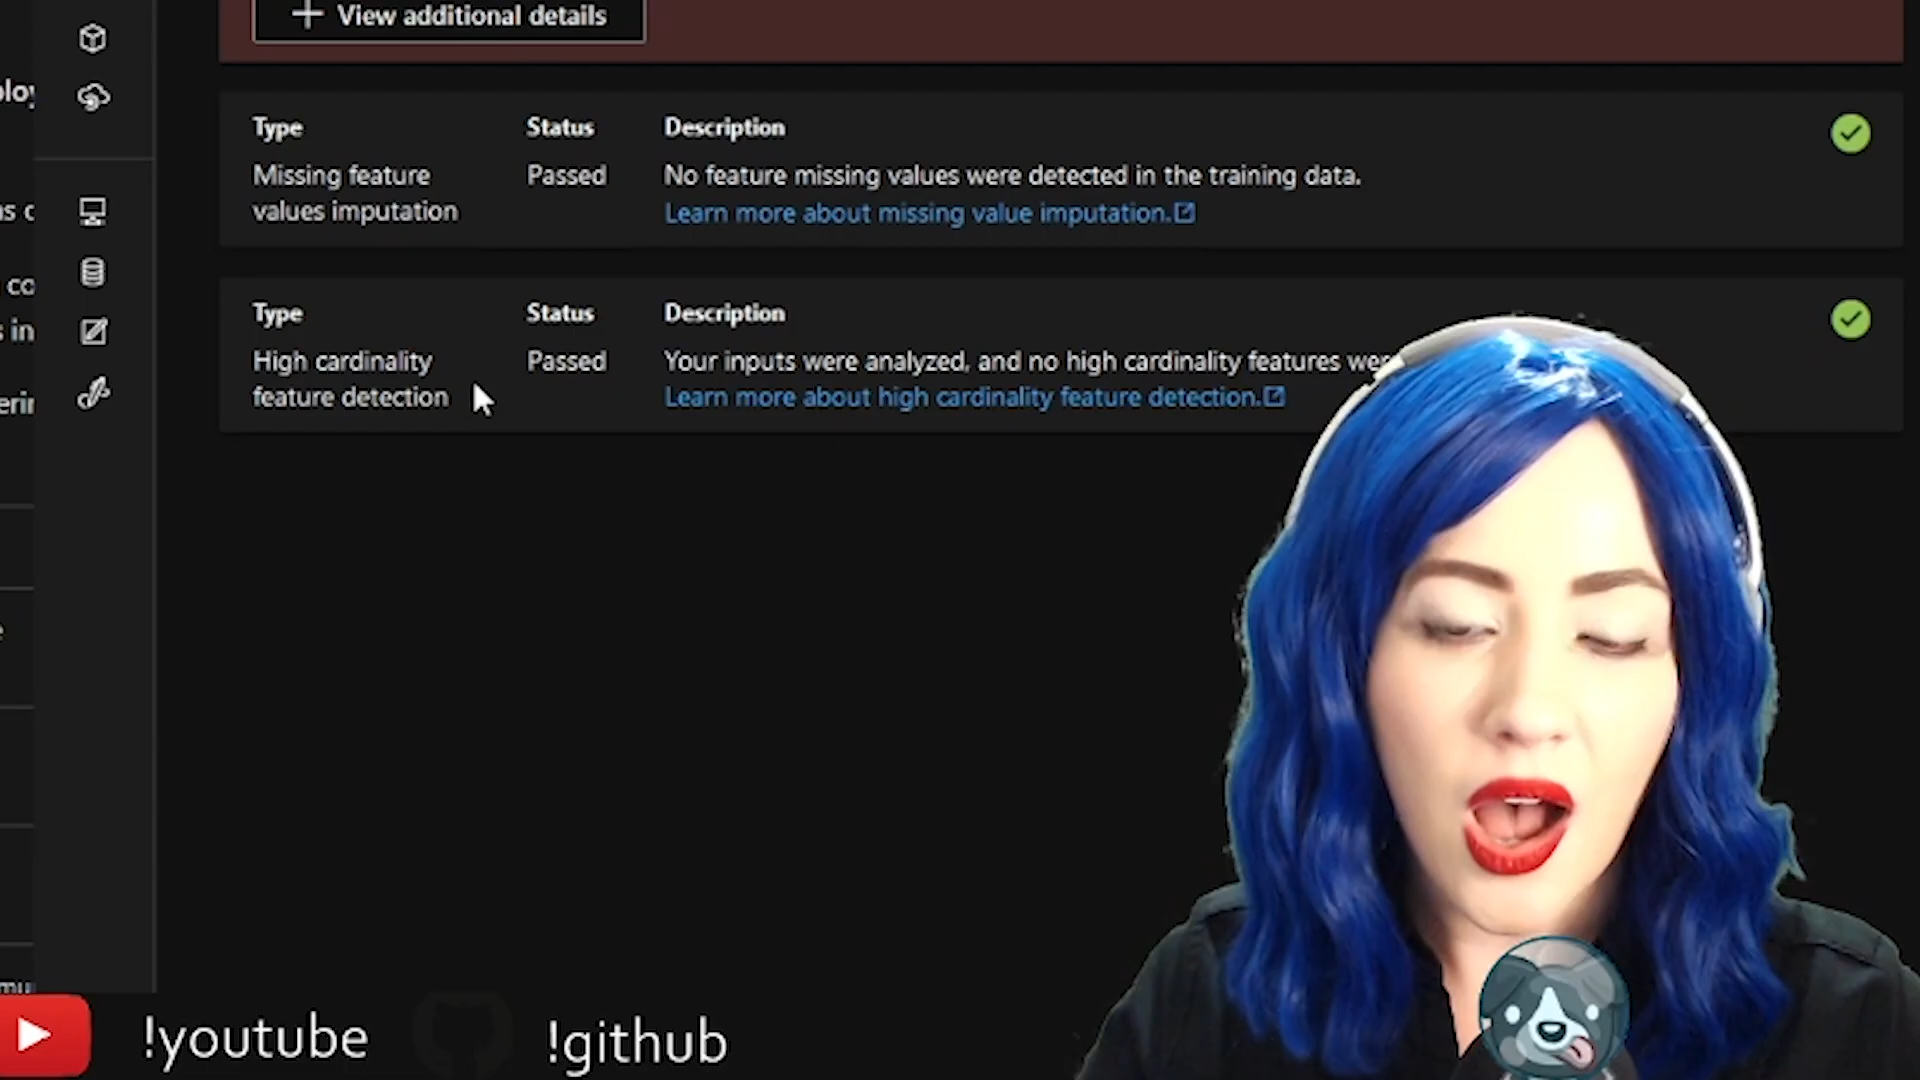 View additional details
Type Status Description
Missing feature Passed No feature missing values were detected in the training data.
values imputation Learn more about missing value imputation.
Type Status Description
High cardinality Passed Your inputs were analyzed, and no high cardinality features
feature detection Learn more about high cardinality feature detection.
!youtube !github